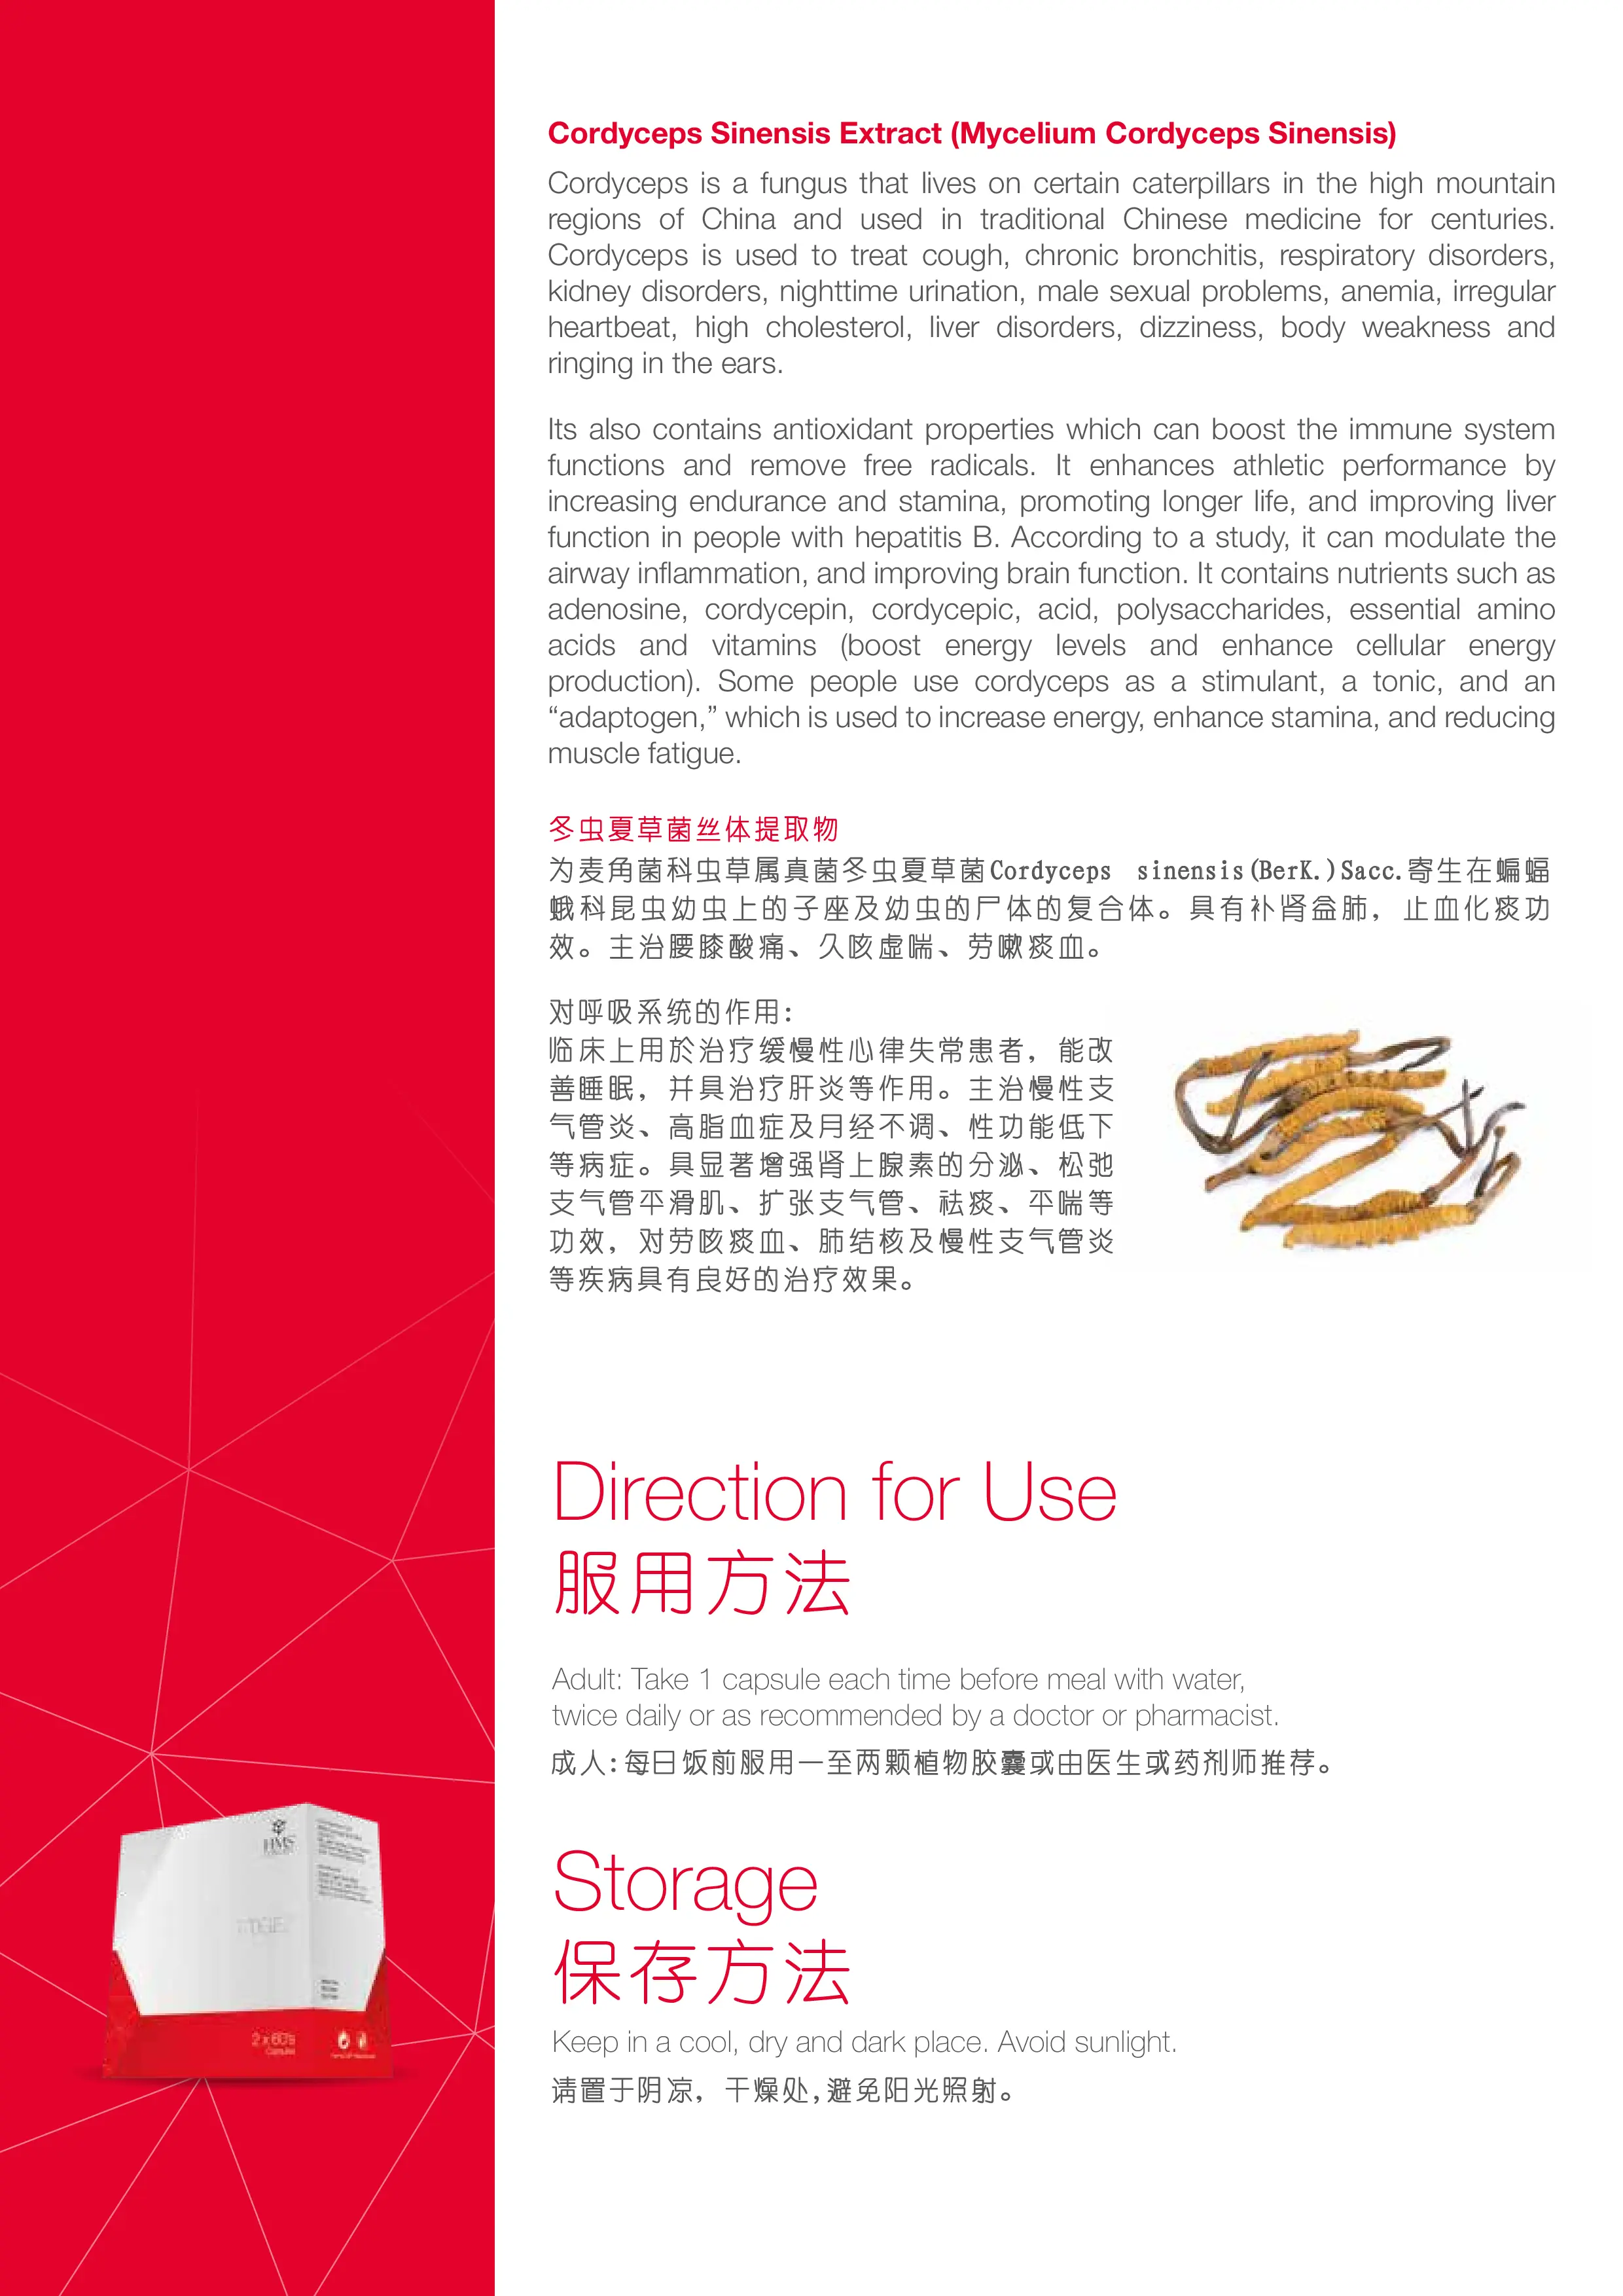 Cordyceps Sinensis Extract (Mycelium Cordyceps Sinensis)
Cordyceps is a fungus that lives on certain caterpillars in the high mountain
regions of China and used in traditional Chinese medicine for centuries.
Cordyceps is used to treat cough, chronic bronchitis, respiratory disorders,
kidney disorders, nighttime urination, male sexual problems, anemia, irregular
heartbeat, high cholesterol, liver disorders, dizziness, body weakness and
ringing in the ears.
Its also contains antioxidant properties which can boost the immune system
functions and remove free radicals. It enhances athletic performance by
increasing endurance and stamina, promoting longer life, and improving liver
function in people with hepatitis B. According to a study, it can modulate the
airway inflammation, and improving brain function. It contains nutrients such as
adenosine, cordycepin, cordycepic, acid, polysaccharides, essential amino
acids and vitamins (boost energy levels and enhance cellular energy
production). Some people use cordyceps as a stimulant, a tonic, and an
“adaptogen,” which is used to increase energy, enhance stamina, and reducing
muscle fatigue.
冬虫夏草菌丝体提取物
为麦角菌科虫草属真菌冬虫夏草菌Cordyceps sinensis(BerK.)Sacc.寄生在蝙蝠
蛾科昆虫幼虫上的子座及幼虫的尸体的复合体。具有补肾益肺，止血化痰功
效。主治腰膝酸痛、久咳虚喘、劳嗽痰血。
对呼吸系统的作用:
临床上用於治疗缓慢性心律失常患者，能改
善睡眠，并具治疗肝炎等作用。主治慢性支
气管炎、高脂血症及月经不调、性功能低下
等病症。具显著增强肾上腺素的分泌、松弛
支气管平滑肌、扩张支气管、祛痰、平喘等
功效，对劳咳痰血、肺结核及慢性支气管炎
等疾病具有良好的治疗效果。
Direction for Use
服用方法
Adult: Take 1 capsule each time before meal with water,
twice daily or as recommended by a doctor or pharmacist.
成人:每日饭前服用一至两颗植物胶囊或由医生或药剂师推荐。
Storage
保存方法
Keep in a cool, dry and dark place. Avoid sunlight.
请置于阴凉，干燥处,避免阳光照射。
HMS
2 x 60's
Capsules